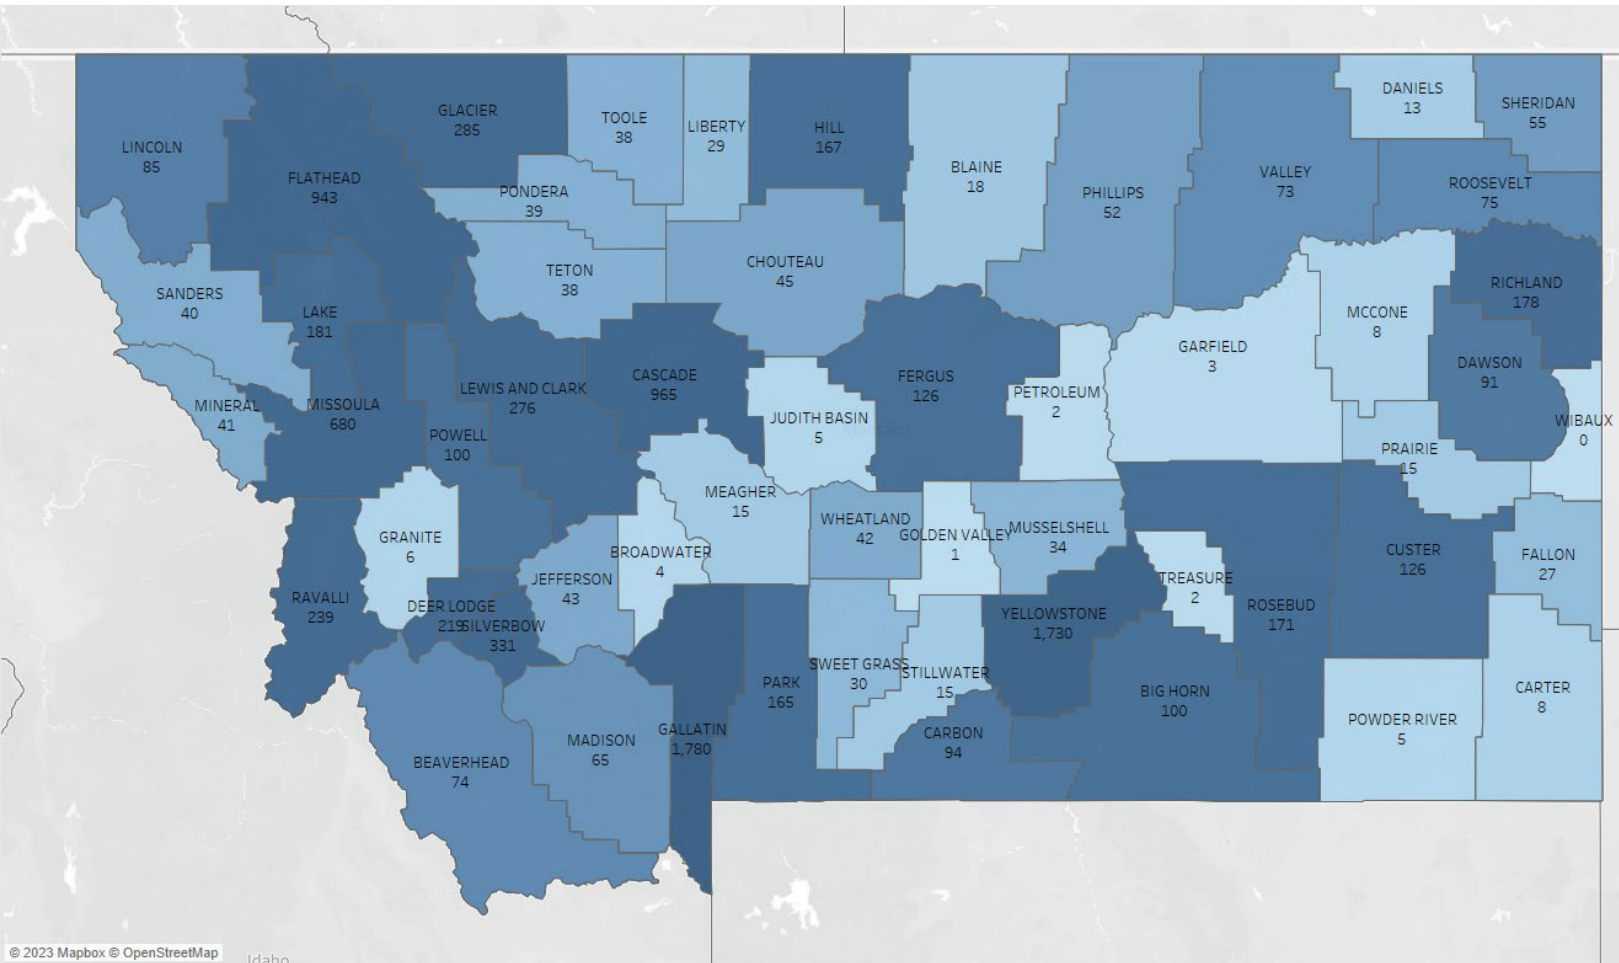 DANIELS
13
SHERIDAN
55
GLACIER
285
TOOLE
38
LIBERTY
29
HILL
167
LINCOLN
85
BLAINE
18
VALLEY
73
ROOSEVELT
75
FLATHEAD
943
PONDERA
39
PHILLIPS
52
CHOUTEAU
45
TETON
38
RICHLAND
178
SANDERS
40
LAKE
181
MCCONE
8
GARFIELD
3
DAWSON
91
CASCADE
965
FERGUS
126
LEWIS AND CLARK
276
PETROLEUM
2
MINERAL
41
MISSOULA
680
JUDITH BASIN
5
WIBAUX
0
POWELL
100
PRAIRIE
15
MEAGHER
15
WHEATLAND
42
MUSSELSHELL
34
GOLDEN VALLEY
1
GRANITE
6
BROADWATER
4
CUSTER
126
FALLON
27
JEFFERSON
43
TREASURE
2
RAVALLI
239
DEER LODGE
219
SILVERBOW
331
YELLOWSTONE
1,730
ROSEBUD
171
SWEET GRASS
30
STILLWATER
15
PARK
165
BIG HORN
100
CARTER
8
POWDER RIVER
5
GALLATIN
1,780
CARBON
94
MADISON
65
BEAVERHEAD
74
© 2023 Mapbox © OpenStreetMap
Idaho